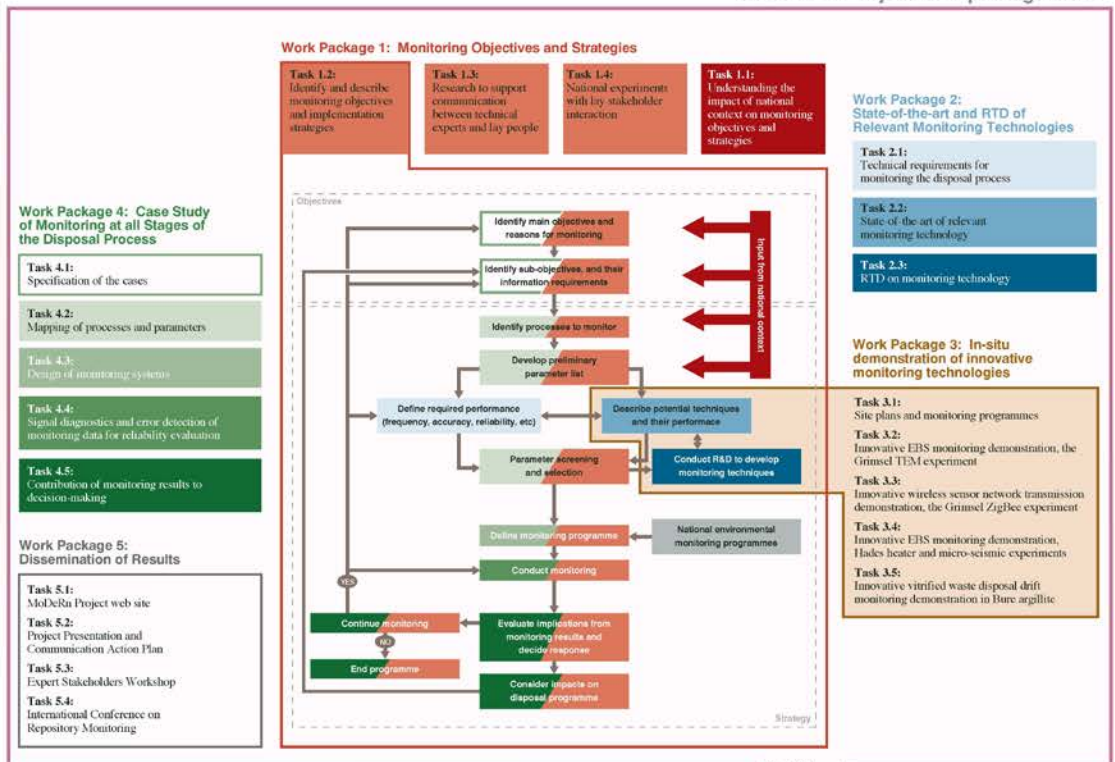 Work Package 1: Monitoring Objectives and Strategies
Task 1.2:
Identify and describe
monitoring objectives
and implementation
strategies
Task 1.3:
Research to support
communication
between technical
experts and lay people
Task 1.4:
National experiments
with lay stakeholder
interaction
Task 1.1:
Understanding the
impact of national
context on monitoring
objectives and
strategies
Work Package 2:
State-of-the-art and RTD of
Relevant Monitoring Technologies
Task 2.1:
Technical requirements for
monitoring the disposal process
Task 2.2:
State-of-the-art of relevant
monitoring technology
Task 2.3:
RTD on monitoring technology
Work Package 4: Case Study
of Monitoring at all Stages of
the Disposal Process
Task 4.1:
Specification of the cases
Task 4.2:
Mapping of processes and parameters
Task 4.3:
Design of monitoring systems
Task 4.4:
Signal diagnostics and error detection of
monitoring data for reliability evaluation
Task 4.5:
Contribution of monitoring results to
decision-making
Work Package 5:
Dissemination of Results
Task 5.1:
MoDeRn Project web site
Task 5.2:
Project Presentation and
Communication Action Plan
Task 5.3:
Expert Stakeholders Workshop
Task 5.4:
International Conference on
Repository Monitoring
Objectives
Identify main objectives and
reasons for monitoring
Identify sub-objectives, and their
information requirements
Identify processes to monitor
Develop preliminary
parameter list
Input from national context
Define required performance
(frequency, accuracy, reliability, etc)
Describe potential techniques
and their performace
Parameter screening
and selection
Conduct R&D to develop
monitoring techniques
Define monitoring programme
National environmental
monitoring programmes
Conduct monitoring
YES
Continue monitoring
NO
End programme
Evaluate implications from
monitoring results and
decide response
Consider impacts on
disposal programme
Strategy
Work Package 3: In-situ
demonstration of innovative
monitoring technologies
Task 3.1:
Site plans and monitoring programmes
Task 3.2:
Innovative EBS monitoring demonstration, the
Grimsel TEM experiment
Task 3.3:
Innovative wireless sensor network transmission
demonstration, the Grimsel ZigBee experiment
Task 3.4:
Innovative EBS monitoring demonstration,
Hades heater and micro-seismic experiments
Task 3.5:
Innovative vitrified waste disposal drift
monitoring demonstration in Bure argillite